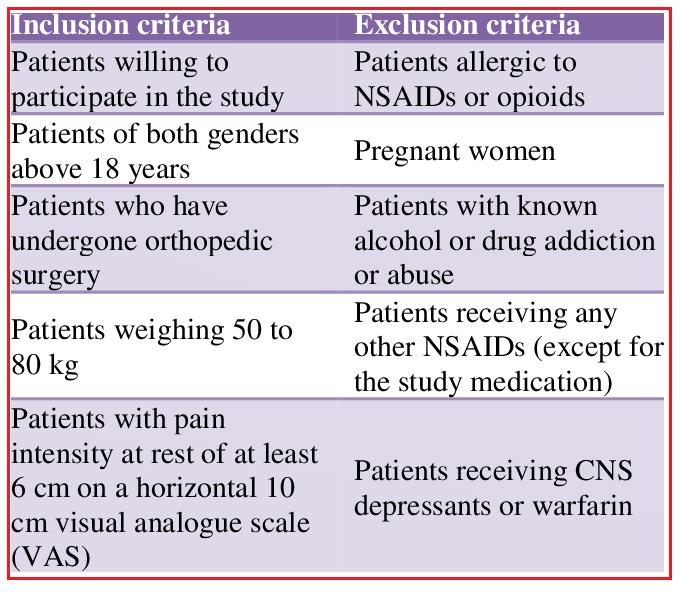 Inclusion criteria
Exclusion criteria
Patients willing to
participate in the study
Patients allergic to
NSAIDs or opioids
Patients of both genders
above 18 years
Pregnant women
Patients who have
undergone orthopedic
surgery
Patients with known
alcohol or drug addiction
or abuse
Patients weighing 50 to
80 kg
Patients receiving any
other NSAIDs (except for
the study medication)
Patients with pain
intensity at rest of at least
6 cm on a horizontal 10
cm visual analogue scale
(VAS)
Patients receiving CNS
depressants or warfarin